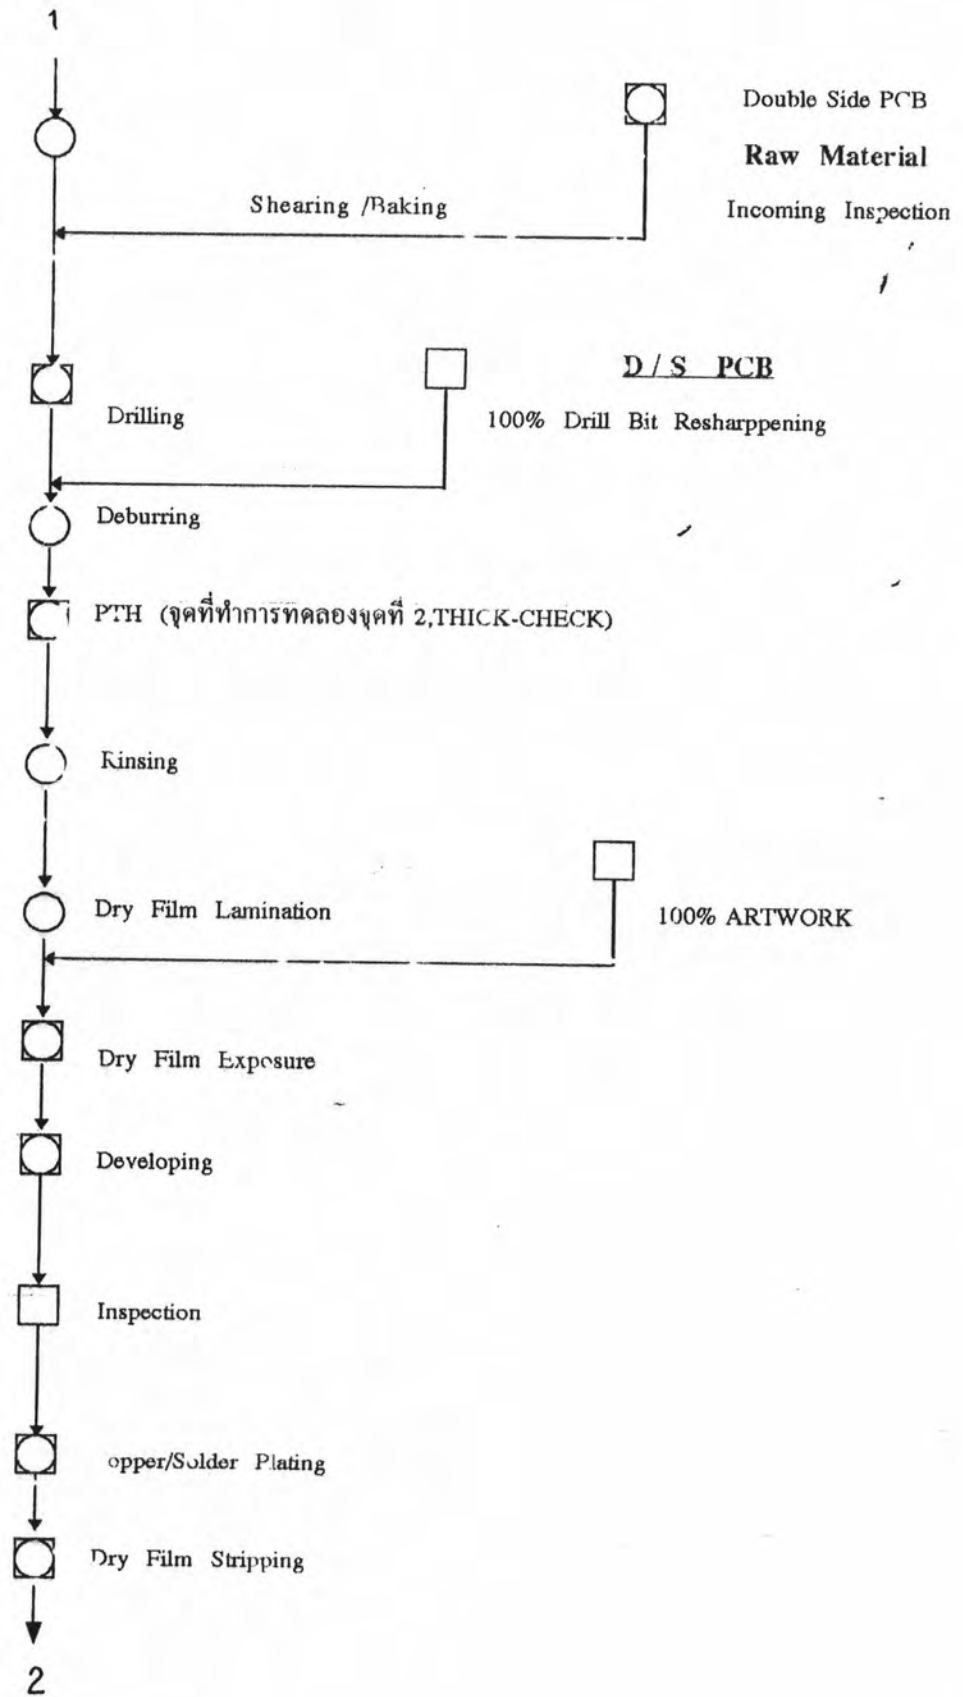 1
Double Side PCB
Raw Material
Shearing /Baking
Incoming Inspection
D / S PCB
Drilling
100% Drill Bit Resharppening
Deburring
PTH (จุดที่ทำการทดลองจุดที่ 2,THICK-CHECK)
Rinsing
Dry Film Lamination
100% ARTWORK
Dry Film Exposure
Developing
Inspection
opper/Solder Plating
Dry Film Stripping
2